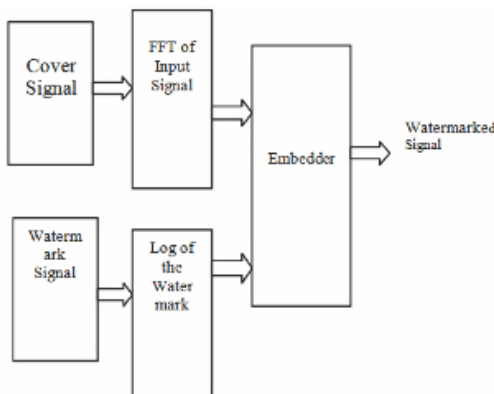 Cover
Signal
FFT of
Input
Signal
Embedder
Watermarked
Signal
Waterm
ark
Signal
Log of
the
Water
mark